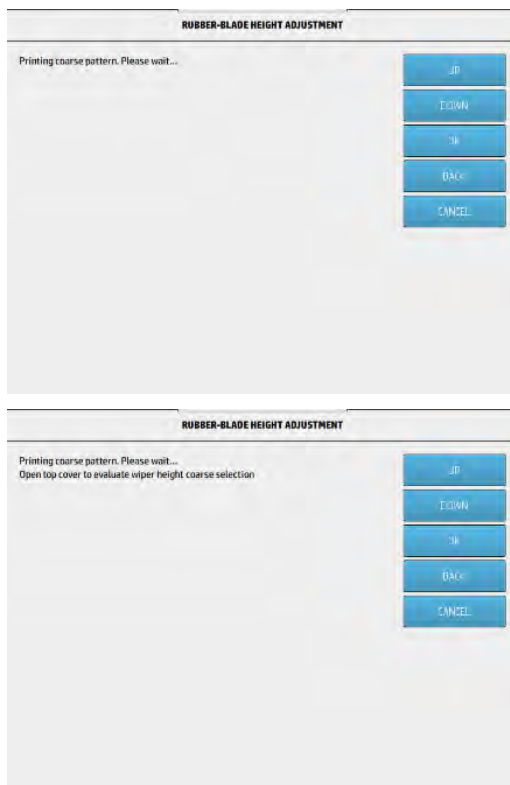 RUBBER-BLADE HEIGHT ADJUSTMENT
Printing coarse pattern. Please wait...
UP
DOWN
OK
BACK
CANCEL
RUBBER-BLADE HEIGHT ADJUSTMENT
Printing coarse pattern. Please wait...
Open top cover to evaluate wiper height coarse selection
UP
DOWN
OK
BACK
CANCEL